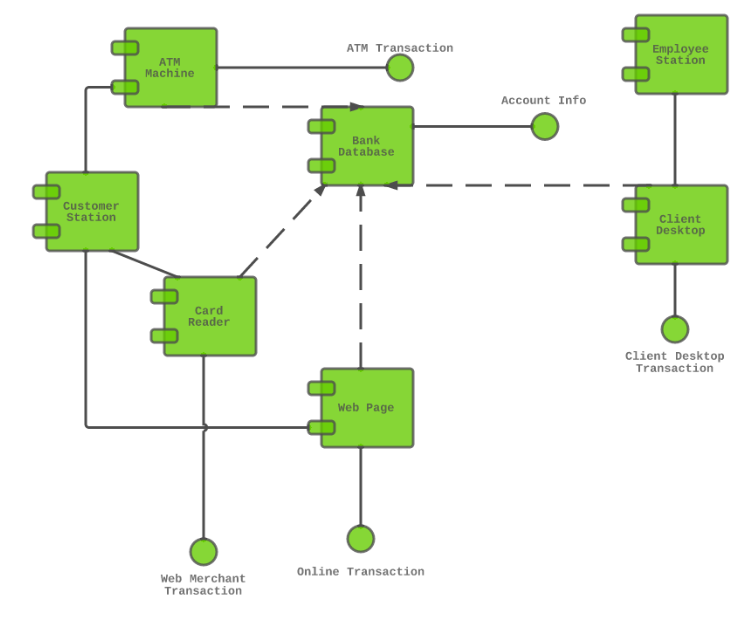 ATM Transaction
Employee
Station
ATM
Machine
Account Info
Bank
Database
Customer
Station
Client
Desktop
Card
Reader
Client Desktop
Transaction
Web Page
Online Transaction
Web Merchant
Transaction